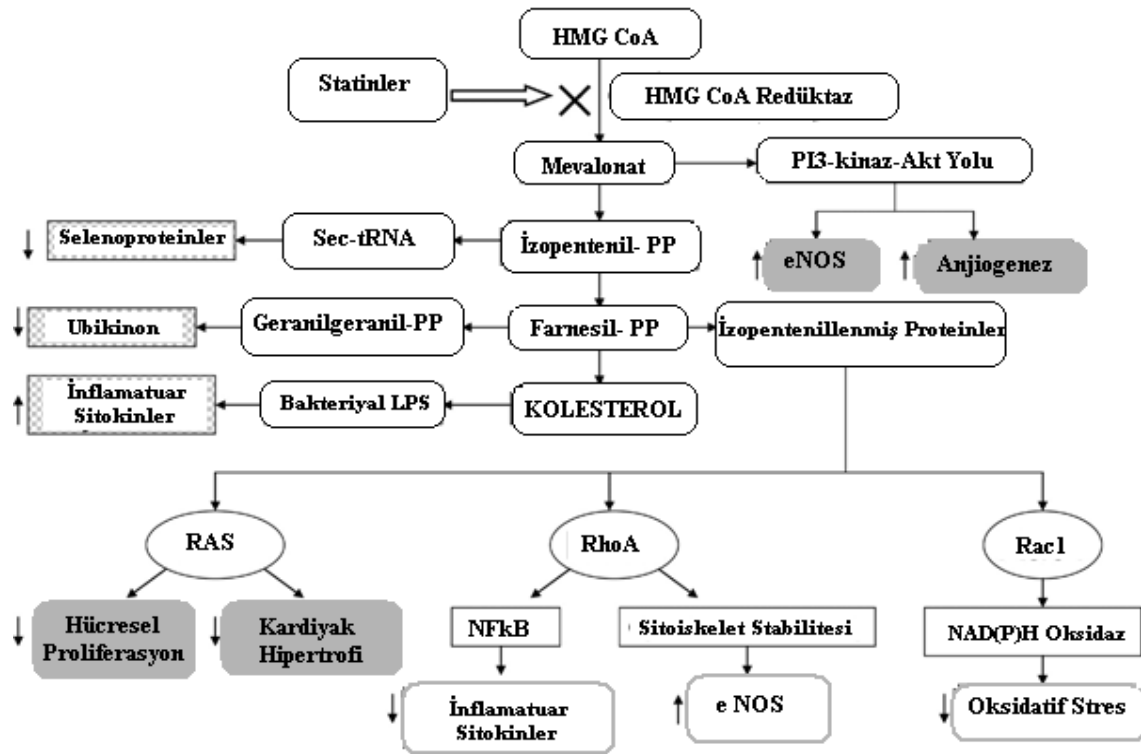 HMG CoA
Statinler
HMG CoA Redüktaz
Mevalonat
PI3-kinaz-Akt Yolu
Selenoproteinler
Sec-tRNA
İzopentenil- PP
eNOS
Anjiogenez
Ubikinon
Geranilgeranil-PP
Farnesil- PP
İzopentenillenmiş Proteinler
İnflamatuar
Sitokinler
Bakteriyal LPS
KOLESTEROL
RAS
RhoA
Rac1
Hücresel
Proliferasyon
Kardiyak
Hipertrofi
NFkB
Sitoiskelet Stabilitesi
NAD(P)H Oksidaz
İnflamatuar
Sitokinler
e NOS
Oksidatif Stres